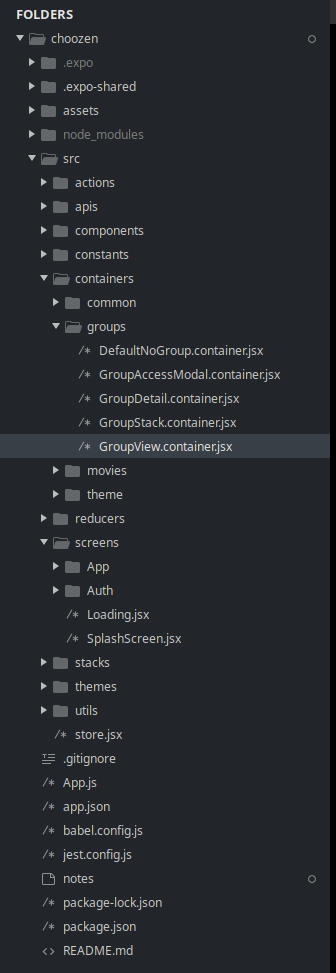 FOLDERS
choozen
.expo
.expo-shared
assets
node_modules
src
actions
apis
components
constants
containers
common
groups
DefaultNoGroup.container.jsx
GroupAccessModal.container.jsx
GroupDetail.container.jsx
GroupStack.container.jsx
GroupView.container.jsx
movies
theme
reducers
screens
App
Auth
Loading.jsx
SplashScreen.jsx
stacks
themes
utils
store.jsx
.gitignore
App.js
app.json
babel.config.js
jest.config.js
notes
package-lock.json
package.json
README.md